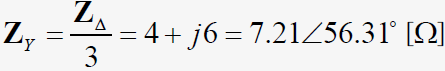 Z_Y = Z_Δ / 3 = 4 + j6 = 7.21∠56.31° [Ω]